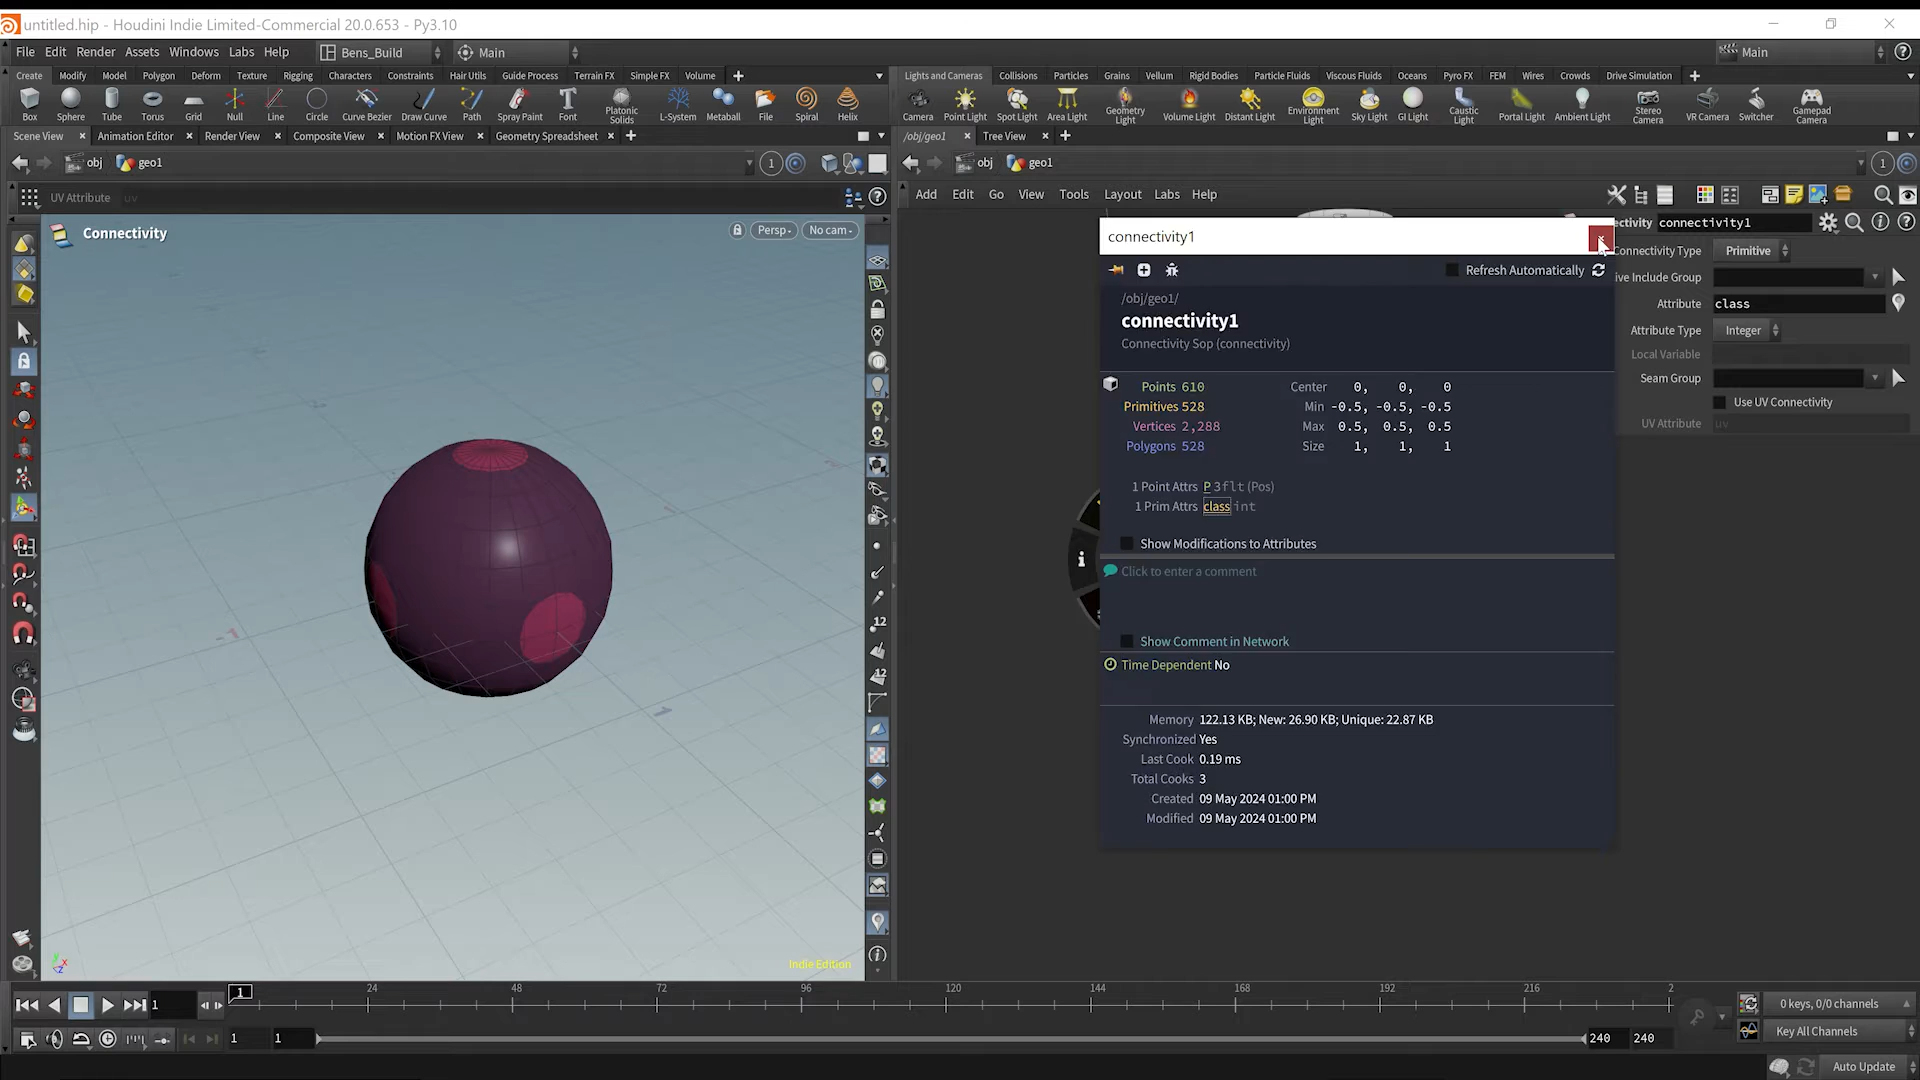 untitled.hip - Houdini Indie Limited-Commercial 20.0.653 - Py3.10
File Edit Render Assets Windows Labs Help Bens_Build Main Main
Create Modify Model Polygon Deform Texture Rigging Characters Constraints Hair Utils Guide Process Terrain FX Simple FX Volume
Lights and Cameras Collisions Particles Grains Vellum Rigid Bodies Particle Fluids Viscous Fluids Oceans Pyro FX FEM Wires Crowds Drive Simulation
Box Sphere Tube Torus Grid Null Line Circle Curve Bezier Draw Curve Path Spray Paint Font Platonic Solids L-System Metaball File Spiral Helix
Camera Point Light Spot Light Area Light Geometry Light Volume Light Distant Light Environment Light Sky Light GI Light Caustic Light Portal Light Ambient Light Stereo Camera VR Camera Switcher Gamepad Camera
Scene View Animation Editor Render View Composite View Motion FX View Geometry Spreadsheet
/obj/geo1 Tree View
obj geo1 1
obj geo1 1
UV Attribute uv
Add Edit Go View Tools Layout Labs Help
Connectivity
Persp No cam
connectivity1
Refresh Automatically
/obj/geo1/
connectivity1
Connectivity Sop (connectivity)
Points 610 Center 0, 0, 0
Primitives 528 Min -0.5, -0.5, -0.5
Vertices 2,288 Max 0.5, 0.5, 0.5
Polygons 528 Size 1, 1, 1
1 Point Attrs P 3flt (Pos)
1 Prim Attrs class int
Show Modifications to Attributes
Click to enter a comment
Show Comment in Network
Time Dependent No
Memory 122.13 KB; New: 26.90 KB; Unique: 22.87 KB
Synchronized Yes
Last Cook 0.19 ms
Total Cooks 3
Created 09 May 2024 01:00 PM
Modified 09 May 2024 01:00 PM
ectivity connectivity1
Connectivity Type Primitive
ive Include Group
Attribute class
Attribute Type Integer
Local Variable
Seam Group
Use UV Connectivity
UV Attribute uv
12
12
Indie Edition
1 1 24 48 72 96 120 144 168 192 216 2
0 keys, 0/0 channels
1 1 240 240
Key All Channels
Auto Update